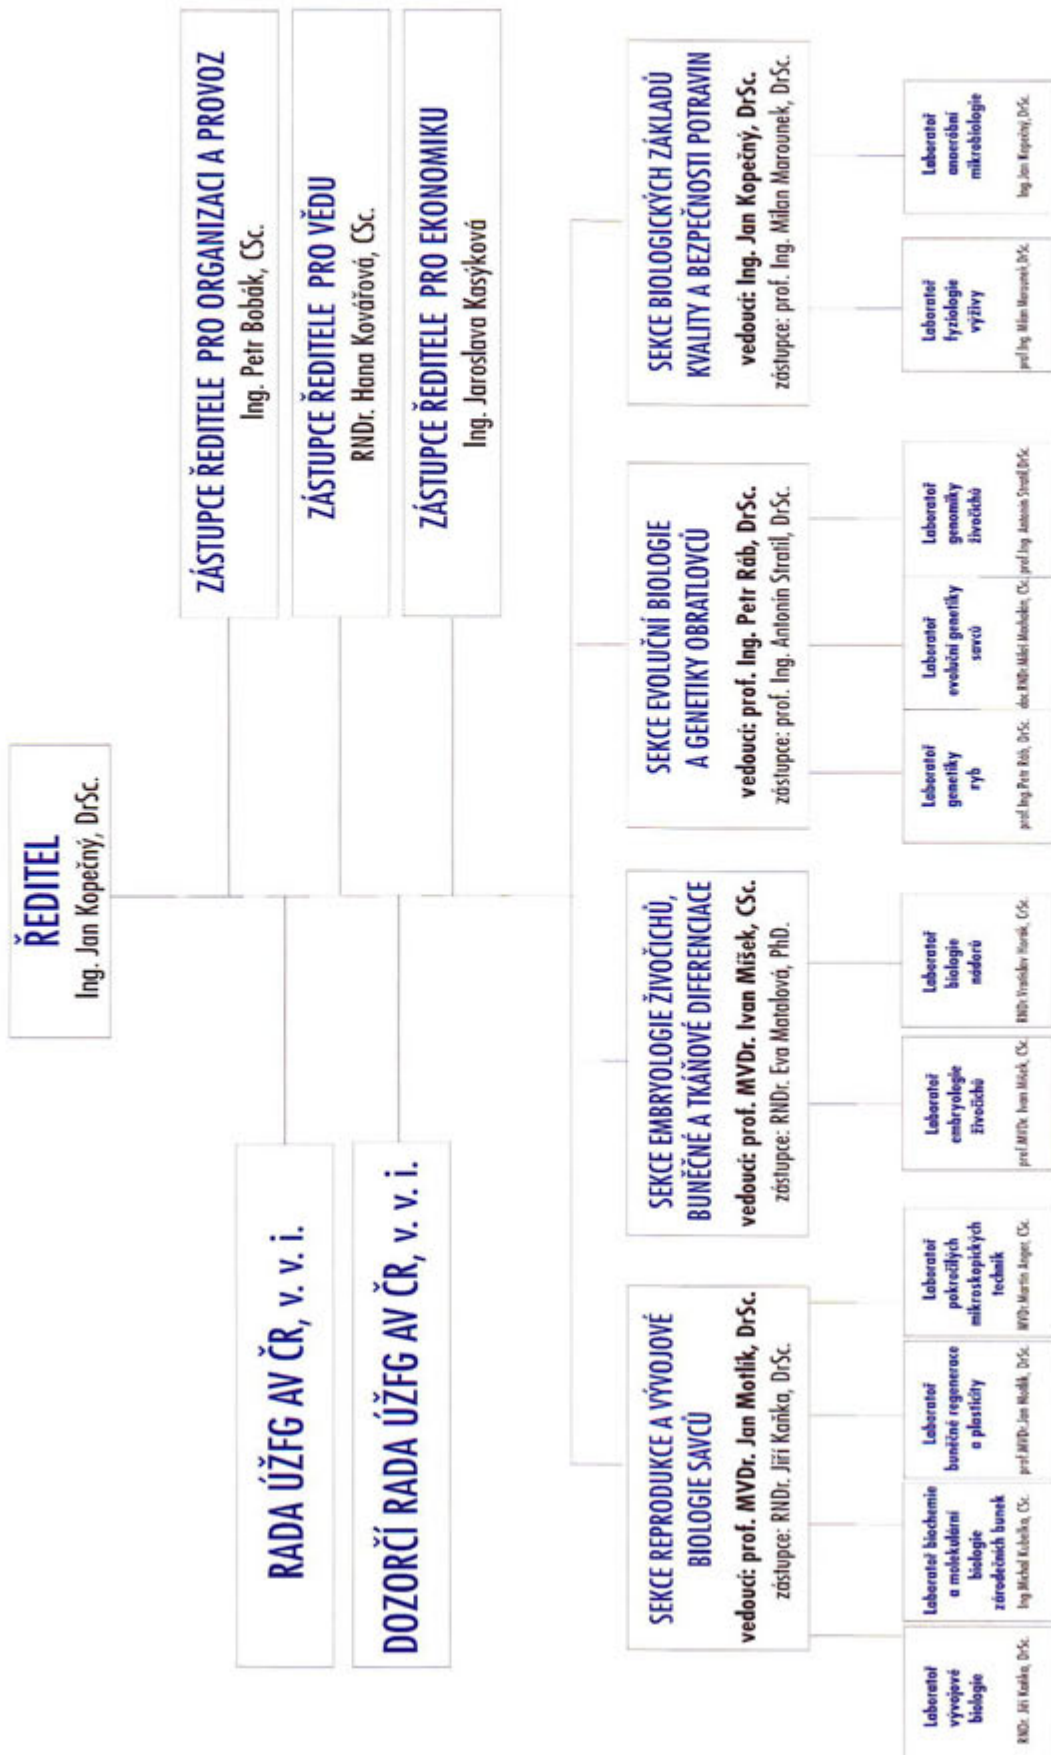 ŘEDITEL
Ing. Jan Kopečný, DrSc.
RADA ÚŽFG AV ČR, v. v. i.
DOZORČÍ RADA ÚŽFG AV ČR, v. v. i.
ZÁSTUPCE ŘEDITELE PRO ORGANIZACI A PROVOZ
Ing. Petr Bobák, CSc.
ZÁSTUPCE ŘEDITELE PRO VĚDU
RNDr. Hana Kovářová, CSc.
ZÁSTUPCE ŘEDITELE PRO EKONOMIKU
Ing. Jaroslava Kasýková
SEKCE REPRODUKCE A VÝVOJOVÉ
BIOLOGIE SAVCŮ
vedoucí: prof. MVDr. Jan Motlík, DrSc.
zástupce: RNDr. Jiří Kaňka, DrSc.
SEKCE EMBRYOLOGIE ŽIVOČICHŮ,
BUNĚČNÉ A TKÁŇOVÉ DIFERENCIACE
vedoucí: prof. MVDr. Ivan Míšek, CSc.
zástupce: RNDr. Eva Matalová, PhD.
SEKCE EVOLUČNÍ BIOLOGIE
A GENETIKY OBRATLOVCŮ
vedoucí: prof. Ing. Petr Ráb, DrSc.
zástupce: prof. Ing. Antonín Stratil, DrSc.
SEKCE BIOLOGICKÝCH ZÁKLADŮ
KVALITY A BEZPEČNOSTI POTRAVIN
vedoucí: Ing. Jan Kopečný, DrSc.
zástupce: prof. Ing. Milan Marounek, DrSc.
Laboratoř
vývojové
biologie
RNDr. Jiří Kaňka, DrSc.
Laboratoř biochemie
a molekulární
biologie
zárodečních bunek
Ing.Michal Kubelka, CSc.
Laboratoř
buněčné regenerace
a plasticity
prof.MVDr.Jan Motlík, DrSc.
Laboratoř
pokročilých
mikroskopických
technik
MVDr.Martin Anger, CSc.
Laboratoř
embryologie
živočichů
prof.MVDr. Ivan Míšek, CSc.
Laboratoř
biologie
nádorů
RNDr.Vratislav Horák, CrSc.
Laboratoř
genetiky
ryb
prof.Ing.Petr Ráb, DrSc.
Laboratoř
evoluční genetiky
savců
doc.RNDr.Miloš Macholán, CSc.
Laboratoř
genomiky
živočichů
prof.Ing. Antonín Stratil,DrSc.
Laboratoř
fyziologie
výživy
prof.Ing. Milan Marounek,DrSc.
Laboratoř
anaeróbní
mikrobiologie
Ing.Jan Kopečný,DrSc.